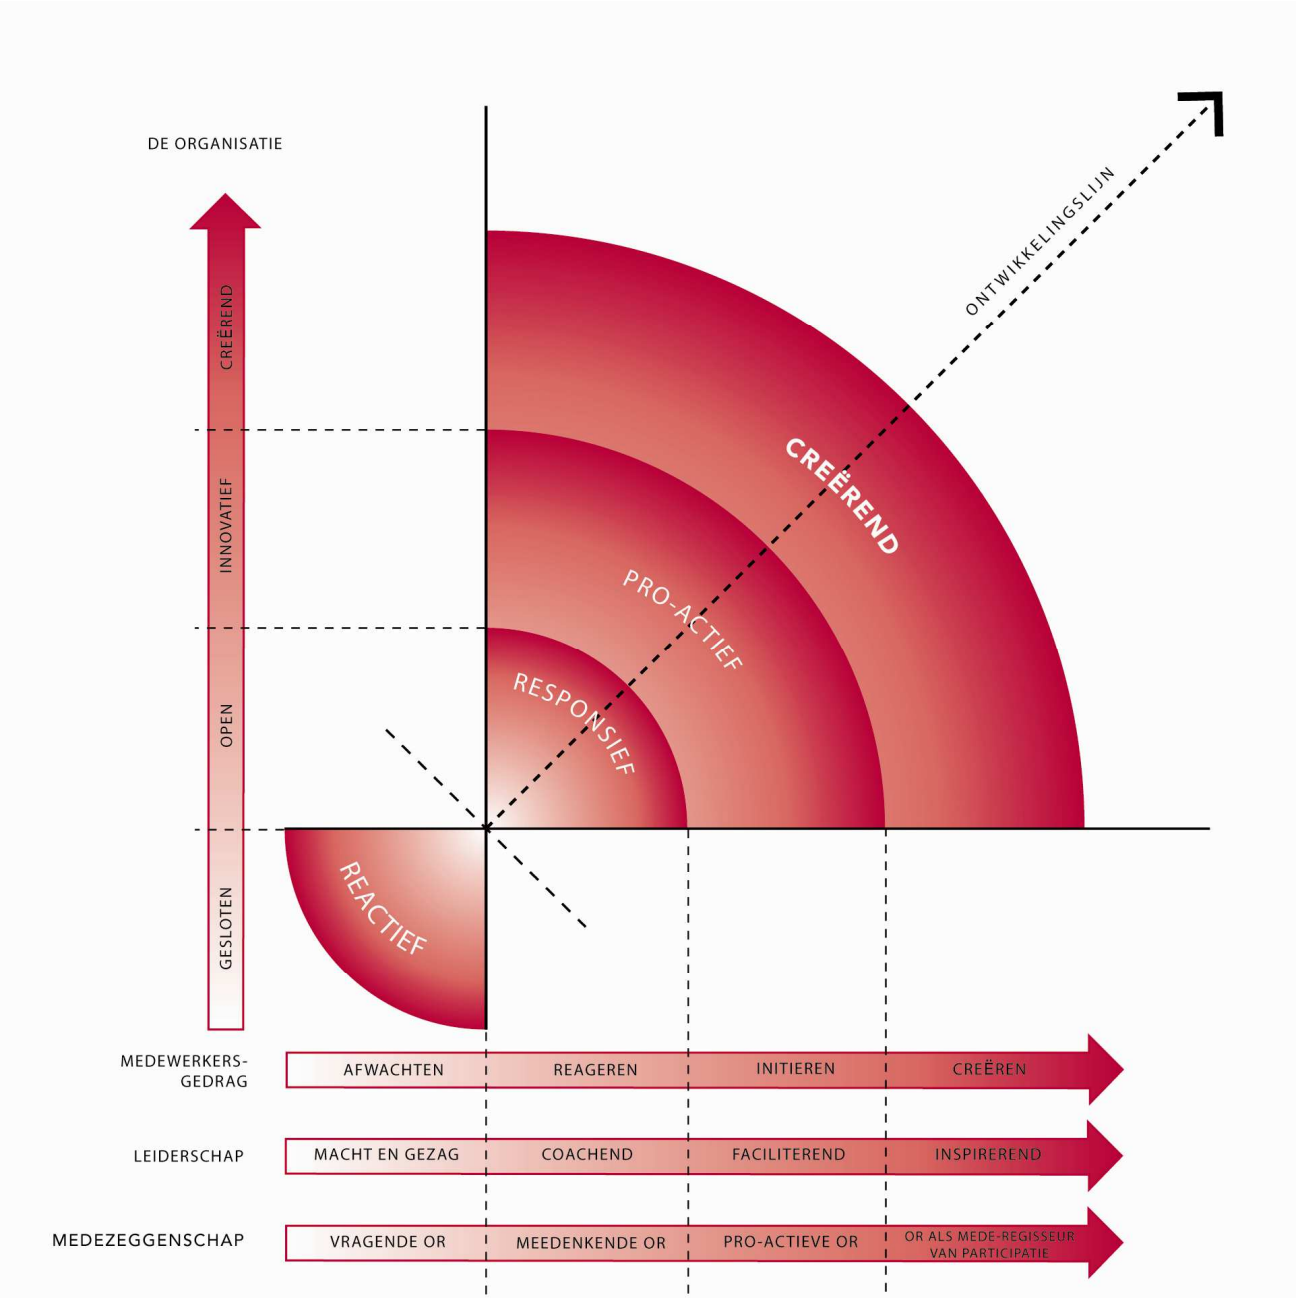 DE ORGANISATIE
ONTWIKKELINGSLIJN
CREËREND
INNOVATIEF
OPEN
GESLOTEN
CREËREND
PRO-ACTIEF
RESPONSIEF
REACTIEF
MEDEWERKERS-
GEDRAG
AFWACHTEN
REAGEREN
INITIEREN
CREËREN
LEIDERSCHAP
MACHT EN GEZAG
COACHEND
FACILITEREND
INSPIREREND
MEDEZEGGENSCHAP
VRAGENDE OR
MEEDENKENDE OR
PRO-ACTIEVE OR
OR ALS MEDE-REGISSEUR
VAN PARTICIPATIE